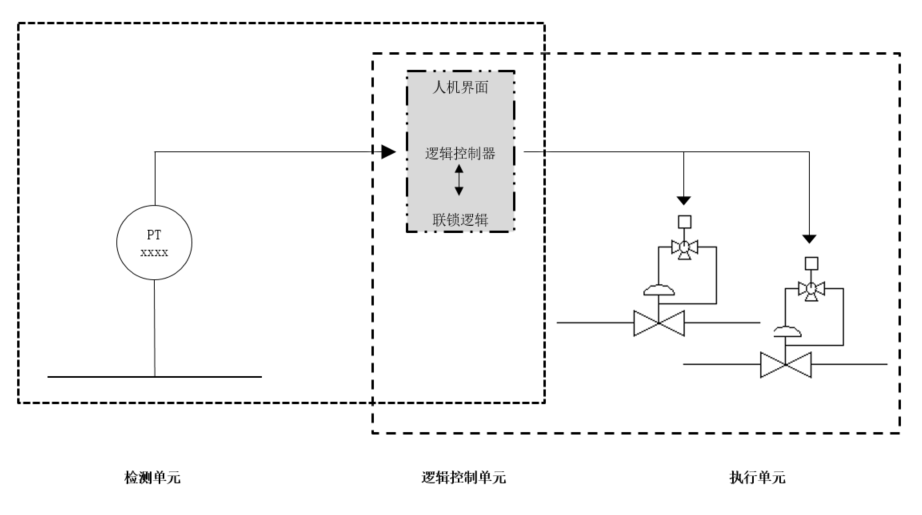 人机界面
逻辑控制器
联锁逻辑
PT
xxxx
检测单元
逻辑控制单元
执行单元